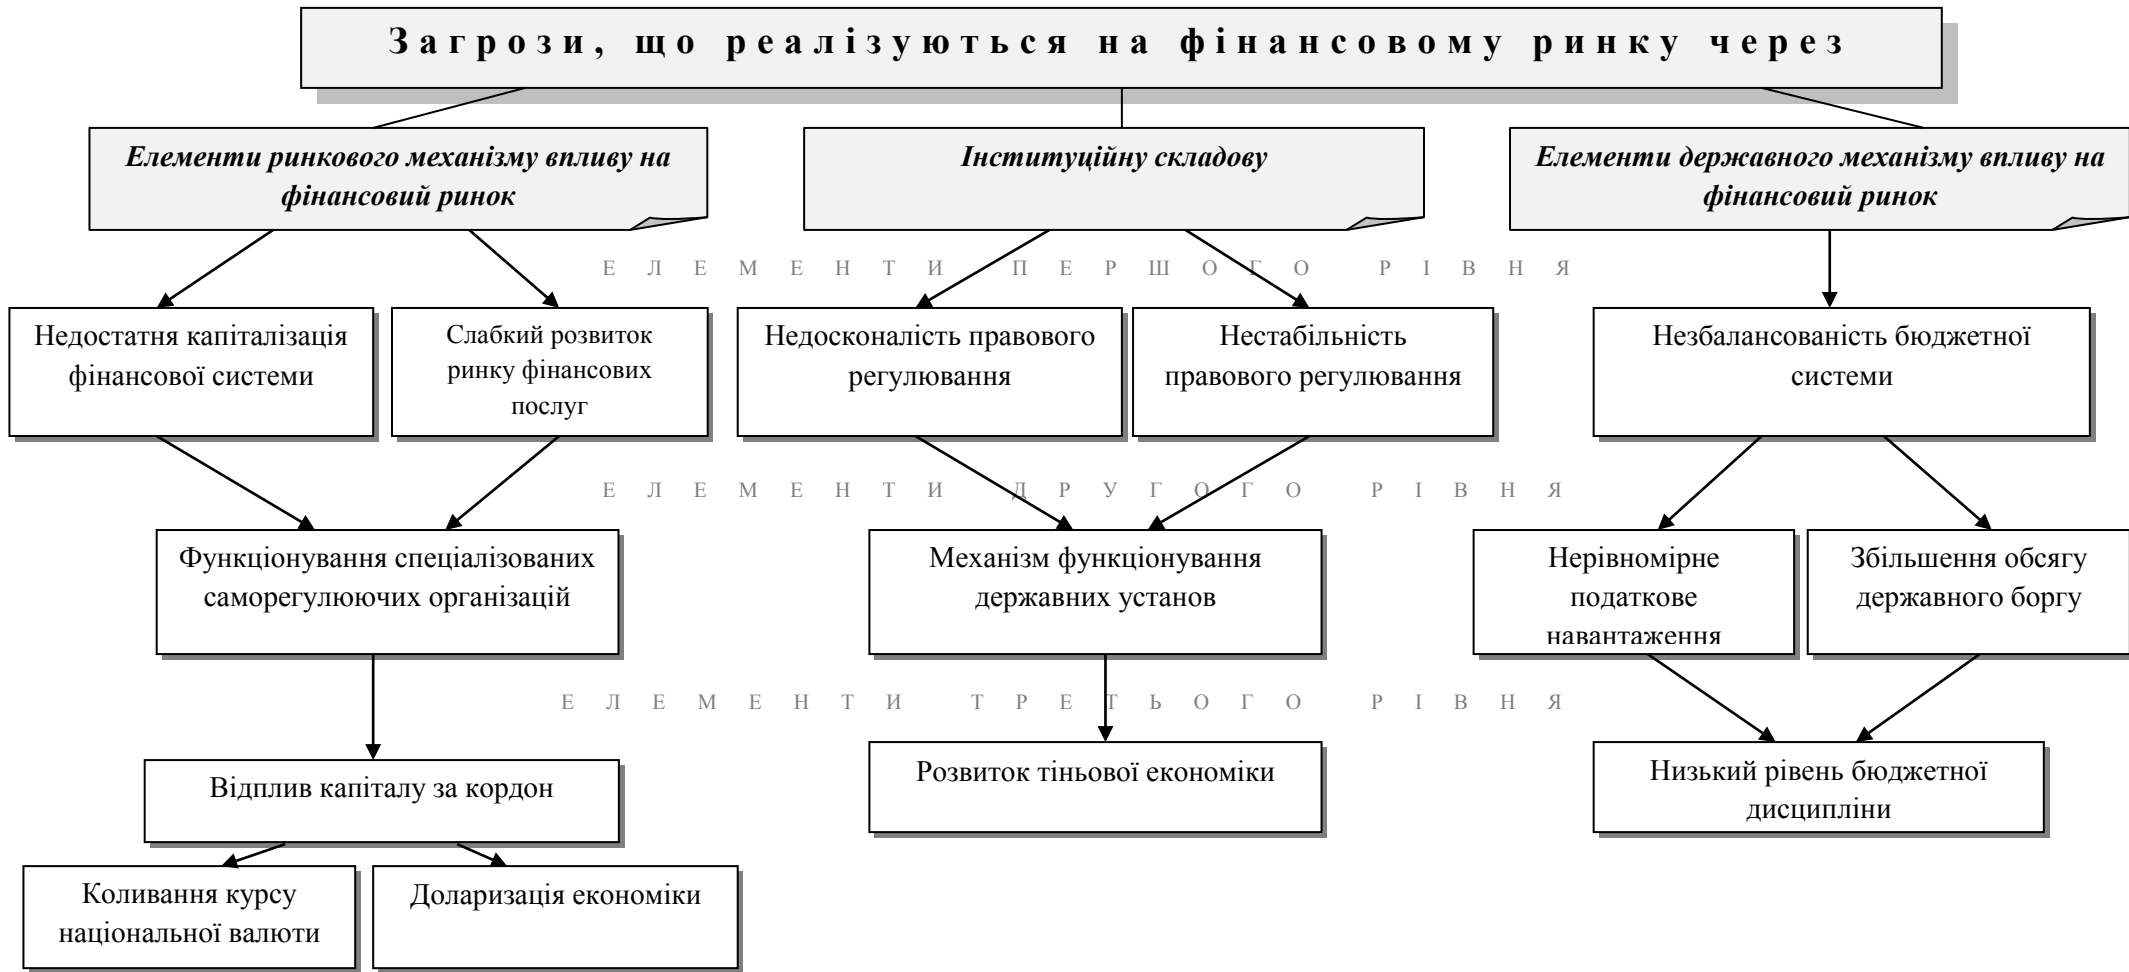 Загрози, що реалізуються на фінансовому ринку через
Елементи ринкового механізму впливу на
фінансовий ринок
Інституційну складову
Елементи державного механізму впливу на
фінансовий ринок
ЕЛЕМЕНТИ ПЕРШОГО РІВНЯ
Недостатня капіталізація
фінансової системи
Слабкий розвиток
ринку фінансових
послуг
Недосконалість правового
регулювання
Нестабільність
правового регулювання
Незбалансованість бюджетної
системи
ЕЛЕМЕНТИ ДРУГОГО РІВНЯ
Функціонування спеціалізованих
саморегулюючих організацій
Механізм функціонування
державних установ
Нерівномірне
податкове
навантаження
Збільшення обсягу
державного боргу
ЕЛЕМЕНТИ ТРЕТЬОГО РІВНЯ
Відплив капіталу за кордон
Розвиток тіньової економіки
Низький рівень бюджетної
дисципліни
Коливання курсу
національної валюти
Доларизація економіки